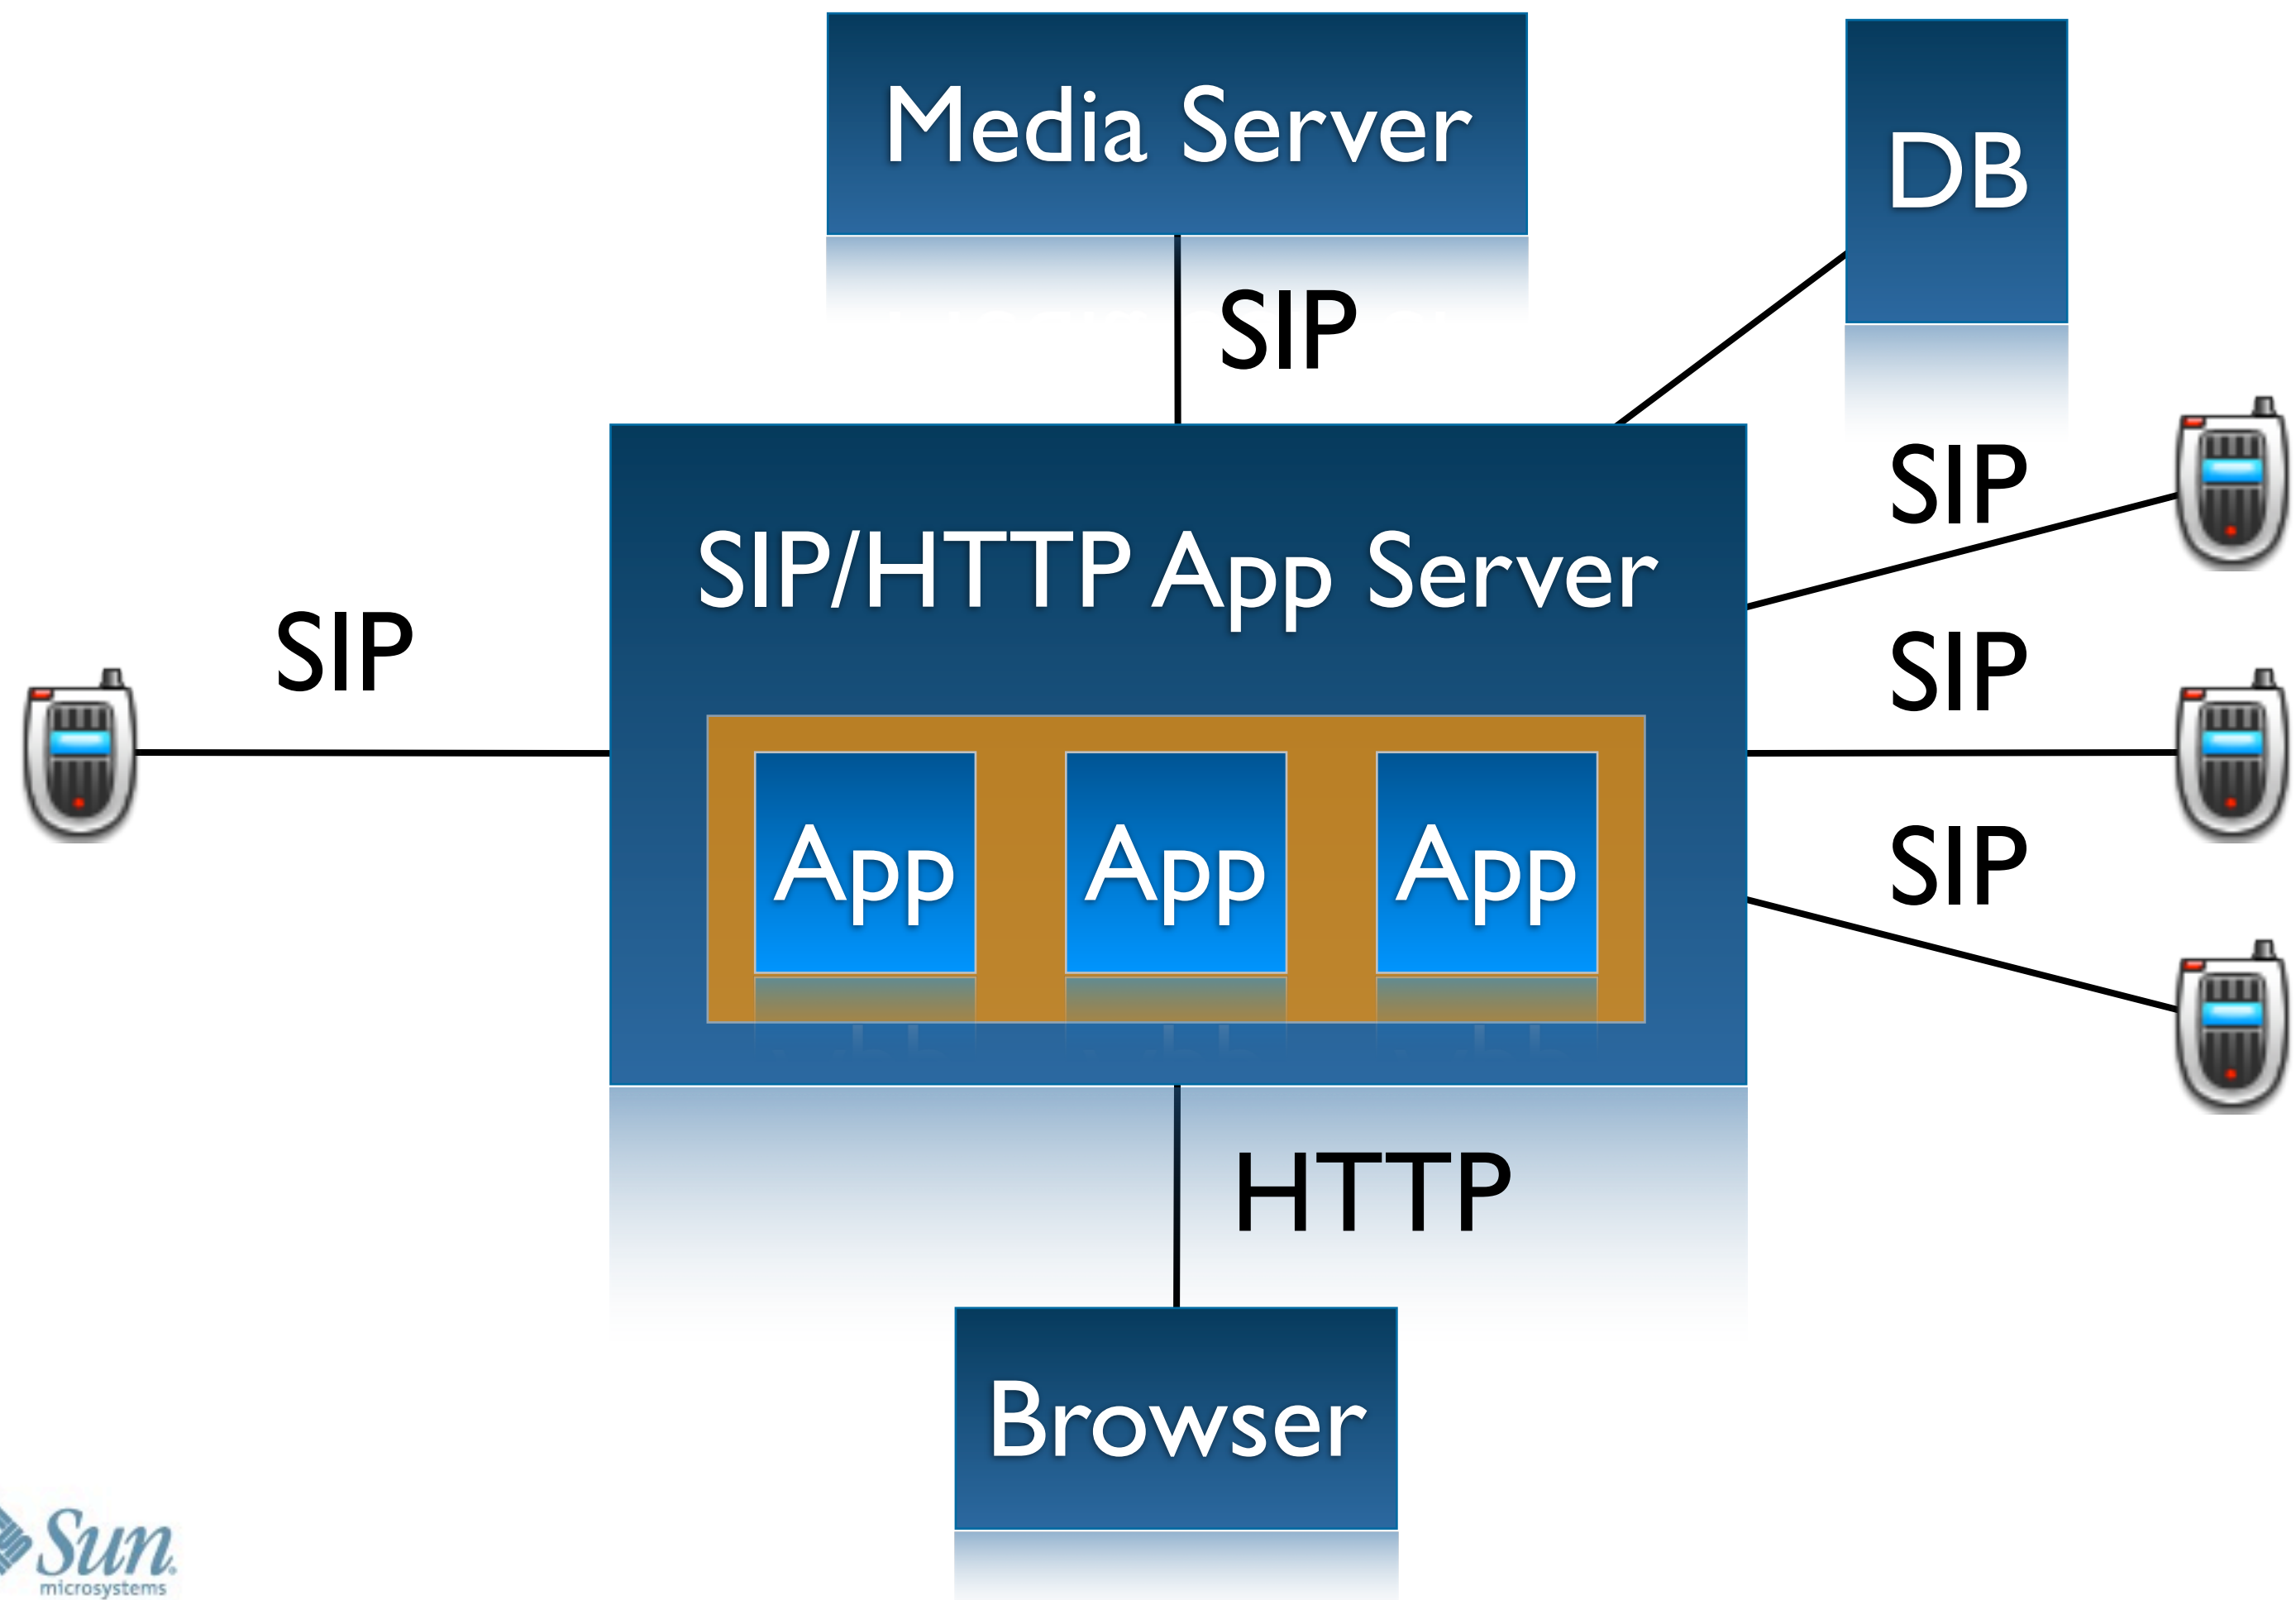 Media Server
DB
SIP
SIP
SIP/HTTP App Server
SIP
SIP
App
App
App
SIP
HTTP
Browser
Sun
microsystems